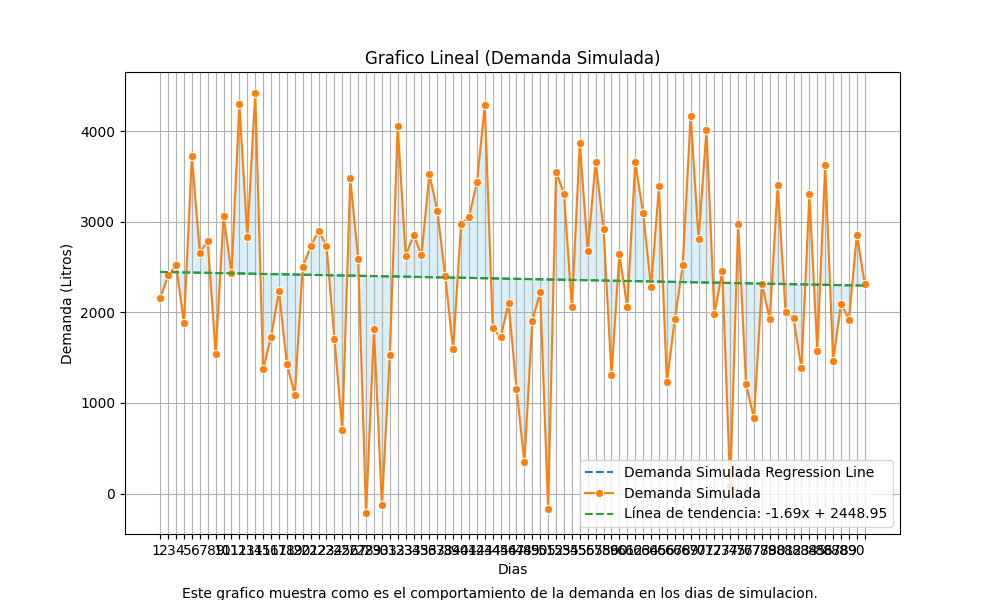 Grafico Lineal (Demanda Simulada)
Demanda (Litros)
4000
3000
2000
1000
0
Demanda Simulada Regression Line
Demanda Simulada
Línea de tendencia: -1.69x + 2448.95
Dias
Este grafico muestra como es el comportamiento de la demanda en los dias de simulacion.